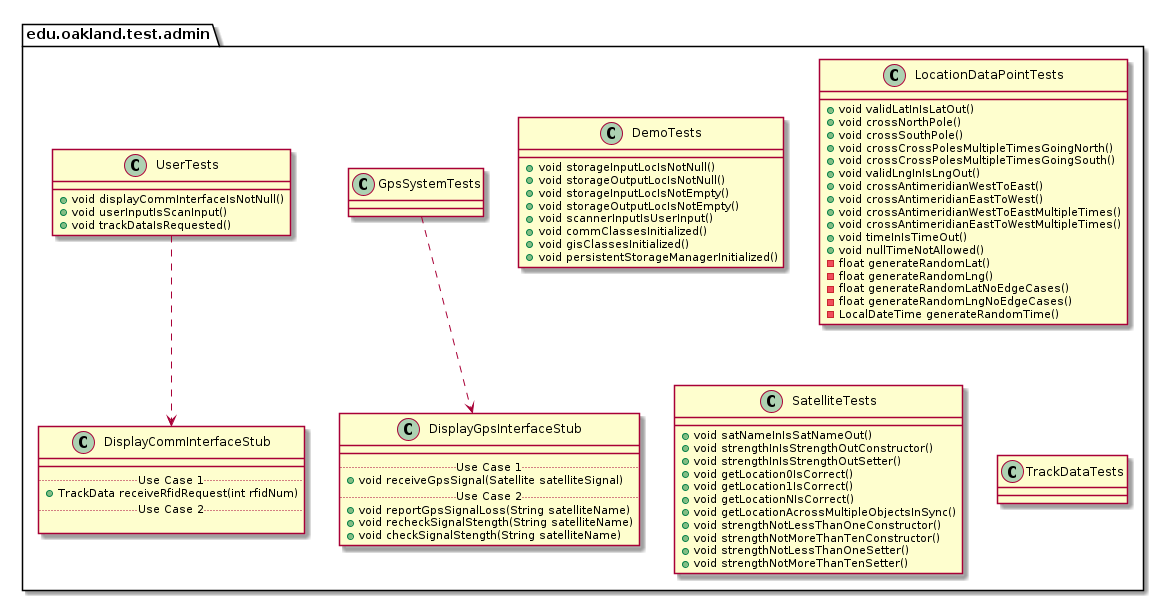 edu.oakland.test.admin
C LocationDataPointTests
void validLatInIsLatOut()
void crossNorthPole()
void crossSouthPole()
void crossCrossPolesMultipleTimesGoingNorth()
void crossCrossPolesMultipleTimesGoingSouth()
void validLngInIsLngOut()
void crossAntimeridianWestToEast()
void crossAntimeridianEastToWest()
void crossAntimeridianWestToEastMultipleTimes()
void crossAntimeridianEastToWestMultipleTimes()
void timeInIsTimeOut()
void nullTimeNotAllowed()
float generateRandomLat()
float generateRandomLng()
float generateRandomLatNoEdgeCases()
float generateRandomLngNoEdgeCases()
LocalDateTime generateRandomTime()
C DemoTests
void storageInputLocIsNotNull()
void storageOutputLocIsNotNull()
void storageInputLocIsNotEmpty()
void storageOutputLocIsNotEmpty()
void scannerInputIsUserInput()
void commClassesInitialized()
void gisClassesInitialized()
void persistentStorageManagerInitialized()
C UserTests
void displayCommInterfaceIsNotNull()
void userInputIsScanInput()
void trackDataIsRequested()
C GpsSystemTests
C DisplayCommInterfaceStub
Use Case 1
TrackData receiveRfidRequest(int rfidNum)
Use Case 2
C DisplayGpsInterfaceStub
Use Case 1
void receiveGpsSignal(Satellite satelliteSignal)
Use Case 2
void reportGpsSignalLoss(String satelliteName)
void recheckSignalStength(String satelliteName)
void checkSignalStength(String satelliteName)
C SatelliteTests
void satNameInIsSatNameOut()
void strengthInIsStrengthOutConstructor()
void strengthInIsStrengthOutSetter()
void getLocation0IsCorrect()
void getLocation1IsCorrect()
void getLocationNIsCorrect()
void getLocationAcrossMultipleObjectsInSync()
void strengthNotLessThanOneConstructor()
void strengthNotMoreThanTenConstructor()
void strengthNotLessThanOneSetter()
void strengthNotMoreThanTenSetter()
C TrackDataTests